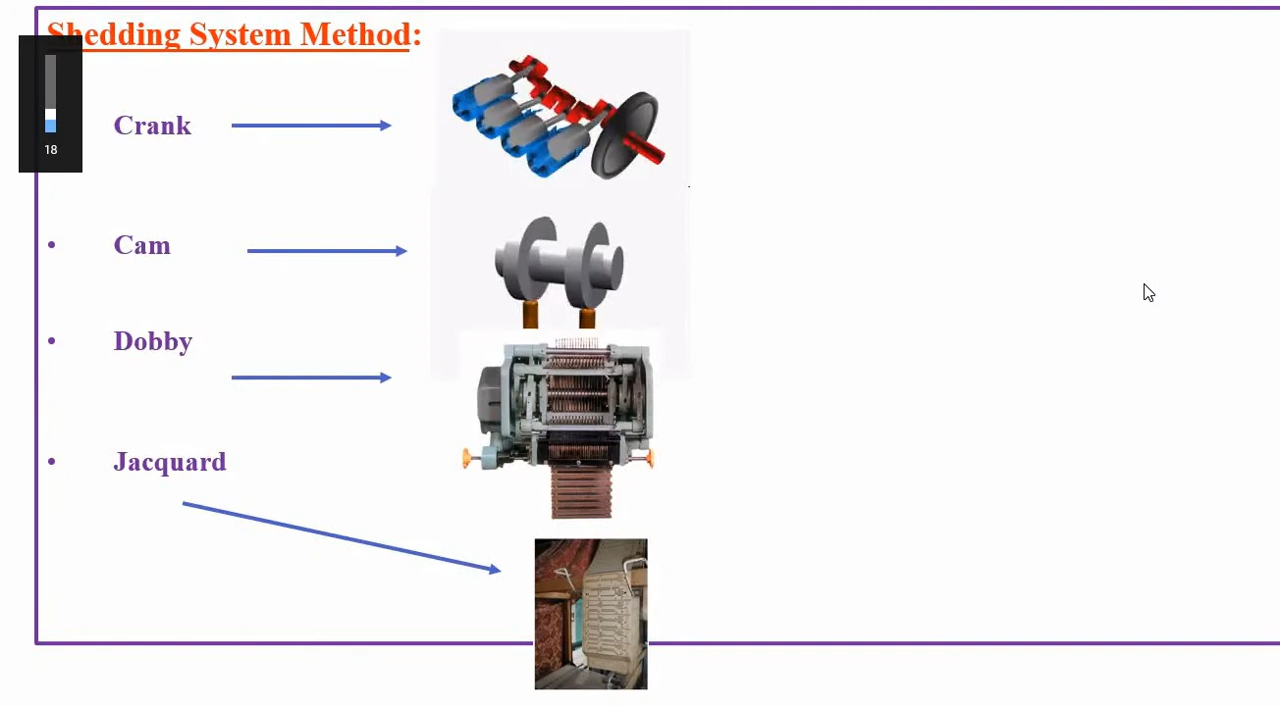 Shedding System Method:
18
Crank
• Cam
• Dobby
• Jacquard